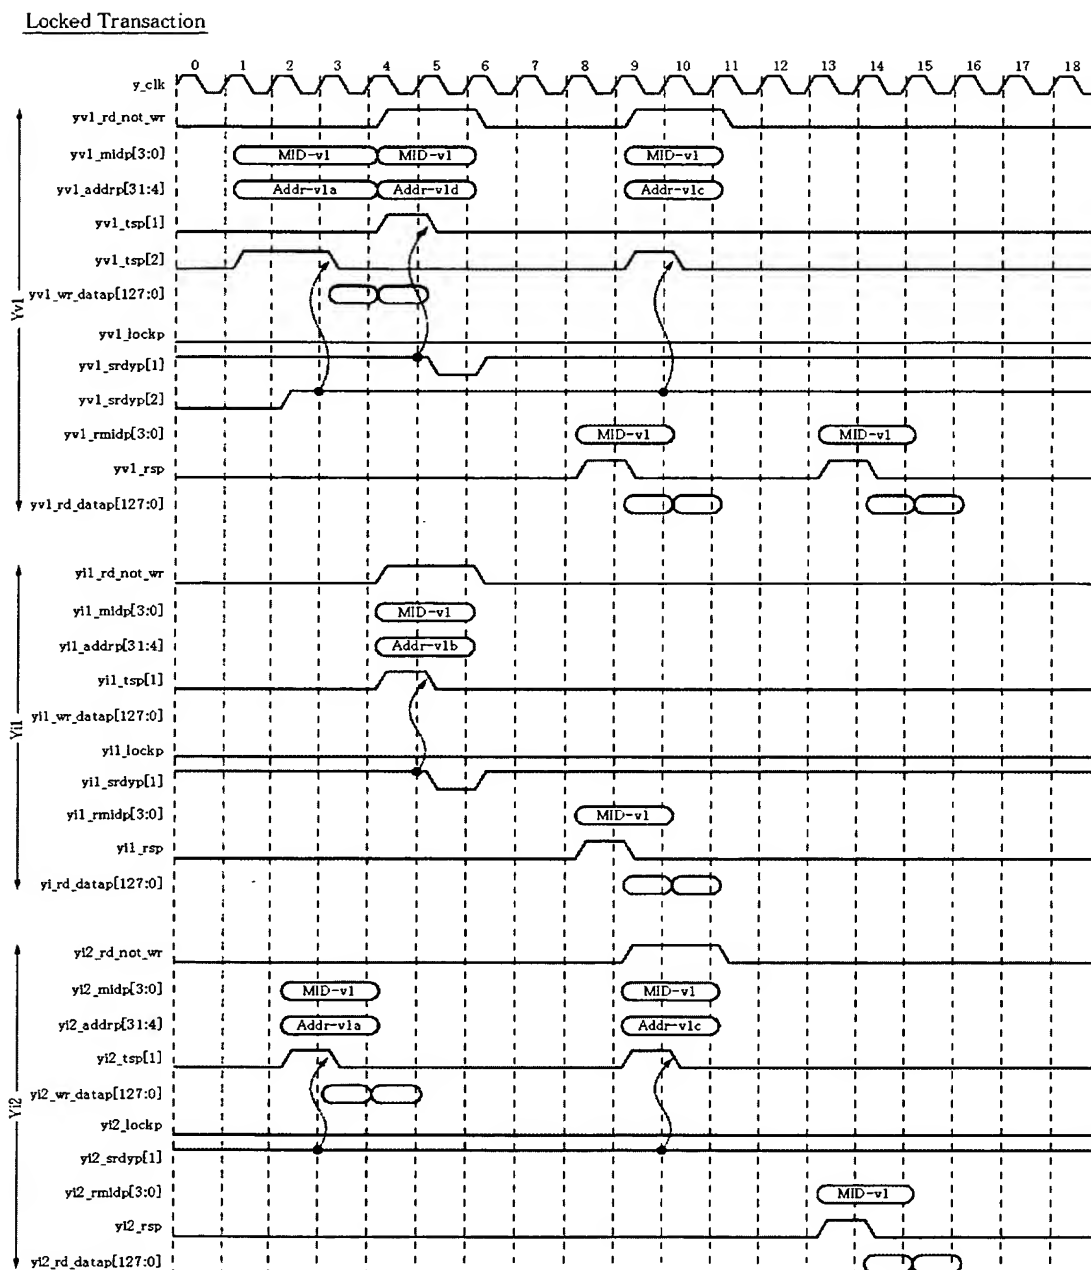 Locked Transaction
0 1 2 3 4 5 6 7 8 9 10 11 12 13 14 15 16 17 18
y_clk
Yv1
yv1_rd_not_wr
yv1_midp[3:0] MID-v1 MID-v1 MID-v1
yv1_addrp[31:4] Addr-v1a Addr-v1d Addr-v1c
yv1_tsp[1]
yv1_tsp[2]
yv1_wr_datap[127:0]
yv1_lockp
yv1_srdyp[1]
yv1_srdyp[2]
yv1_rmidp[3:0] MID-v1 MID-v1
yv1_rsp
yv1_rd_datap[127:0]
Yi1
yi1_rd_not_wr
yi1_midp[3:0] MID-v1
yi1_addrp[31:4] Addr-v1b
yi1_tsp[1]
yi1_wr_datap[127:0]
yi1_lockp
yi1_srdyp[1]
yi1_rmidp[3:0] MID-v1
yi1_rsp
yi_rd_datap[127:0]
Yi2
yi2_rd_not_wr
yi2_midp[3:0] MID-v1 MID-v1
yi2_addrp[31:4] Addr-v1a Addr-v1c
yi2_tsp[1]
yi2_wr_datap[127:0]
yi2_lockp
yi2_srdyp[1]
yi2_rmidp[3:0] MID-v1
yi2_rsp
yi2_rd_datap[127:0]